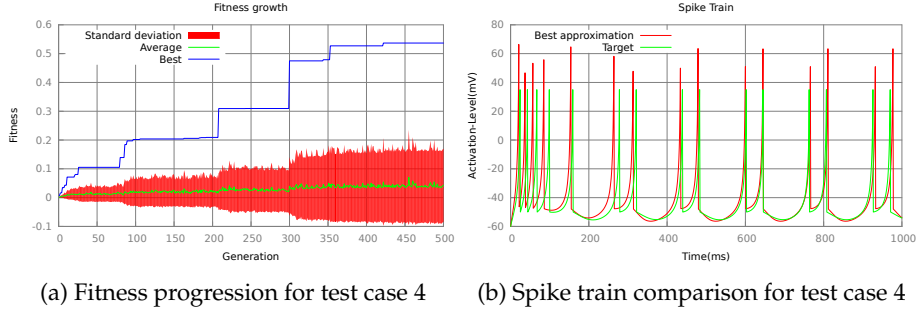 Fitness growth
Standard deviation
Average
Best
0.6
0.5
0.4
0.3
0.2
0.1
0
-0.1
Fitness
0 50 100 150 200 250 300 350 400 450 500
Generation
Spike Train
Best approximation
Target
80
60
40
20
0
-20
-40
-60
Activation-Level(mV)
0 200 400 600 800 1000
Time(ms)
(a) Fitness progression for test case 4
(b) Spike train comparison for test case 4